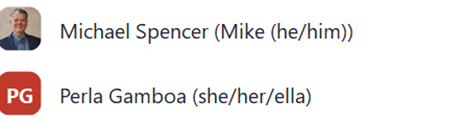 Michael Spencer (Mike (he/him))
PG
Perla Gamboa (she/her/ella)